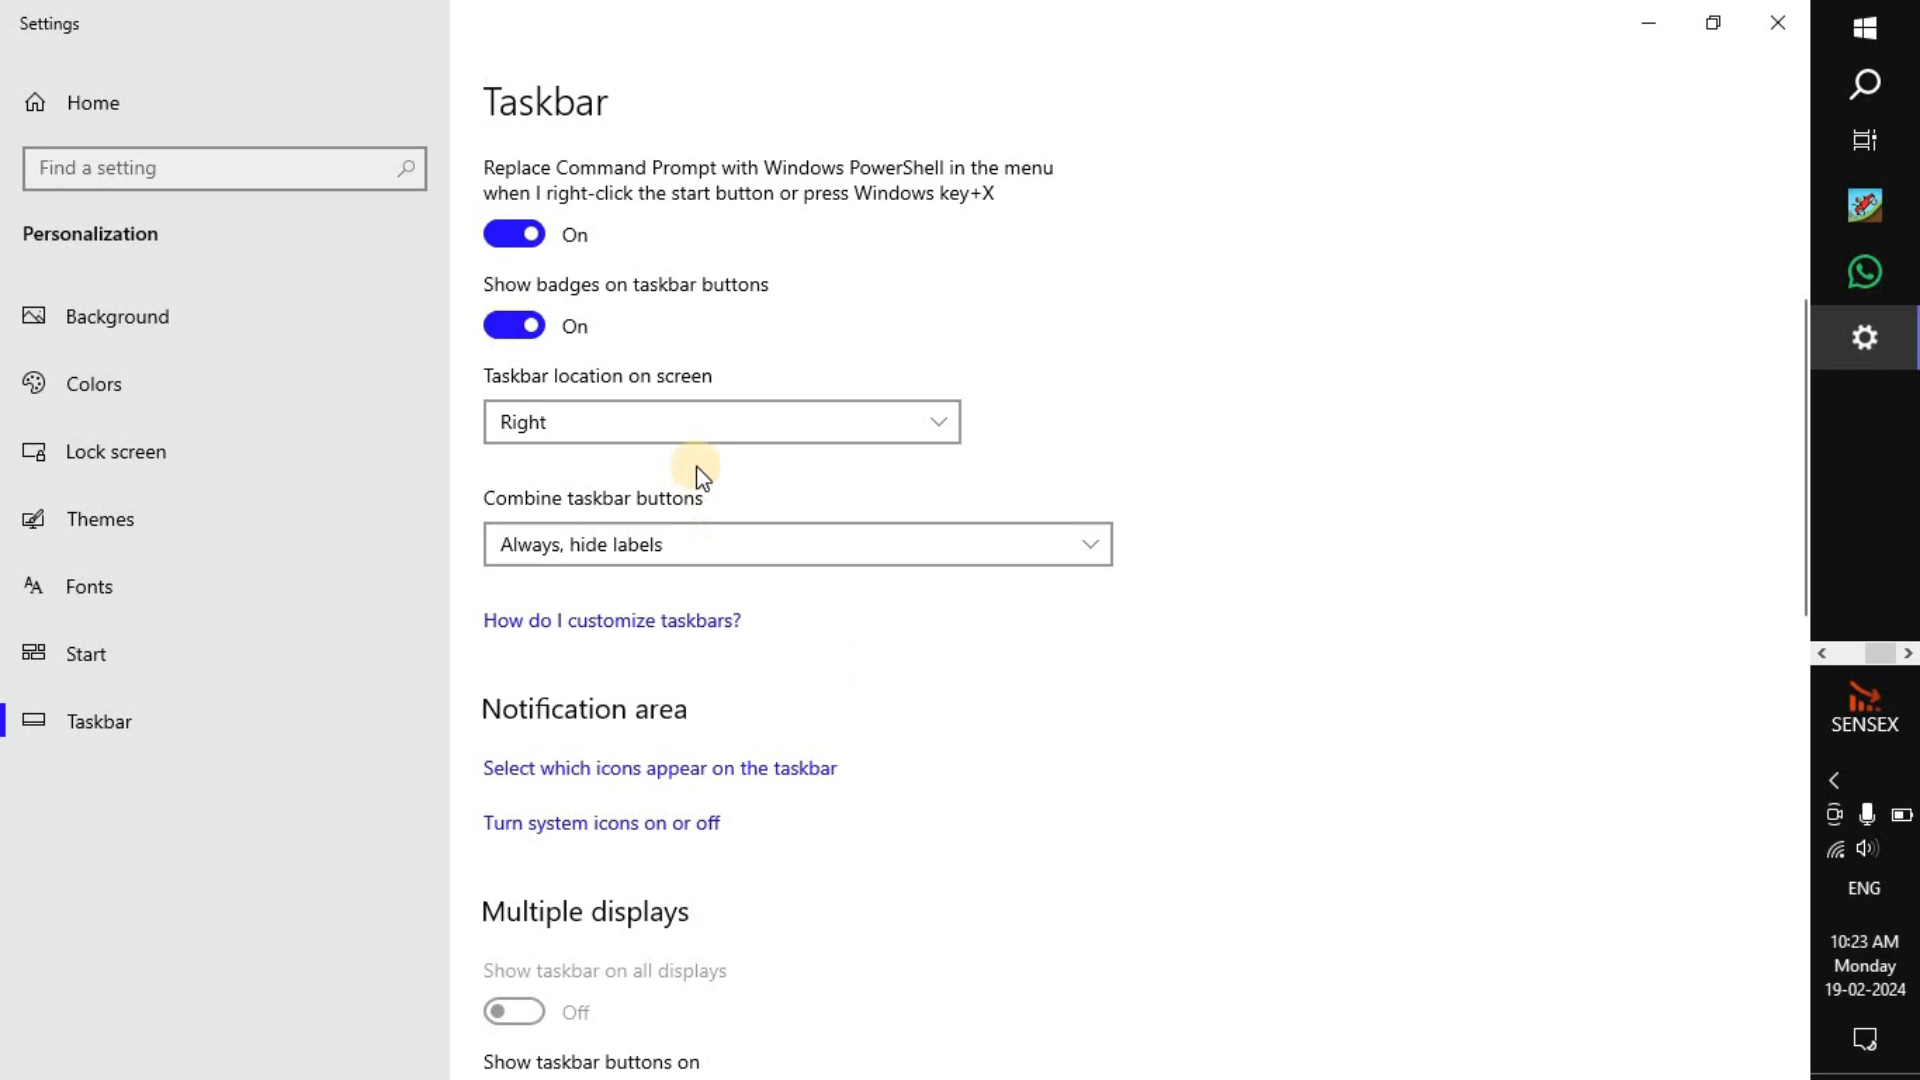 Settings
Home
Find a setting
Personalization
Background
Colors
Lock screen
Themes
Fonts
Start
Taskbar
Taskbar
Replace Command Prompt with Windows PowerShell in the menu
when I right-click the start button or press Windows key+X
On
Show badges on taskbar buttons
On
Taskbar location on screen
Right
Combine taskbar buttons
Always, hide labels
How do I customize taskbars?
Notification area
Select which icons appear on the taskbar
Turn system icons on or off
Multiple displays
Show taskbar on all displays
Off
Show taskbar buttons on
SENSEX
ENG
10:23 AM
Monday
19-02-2024